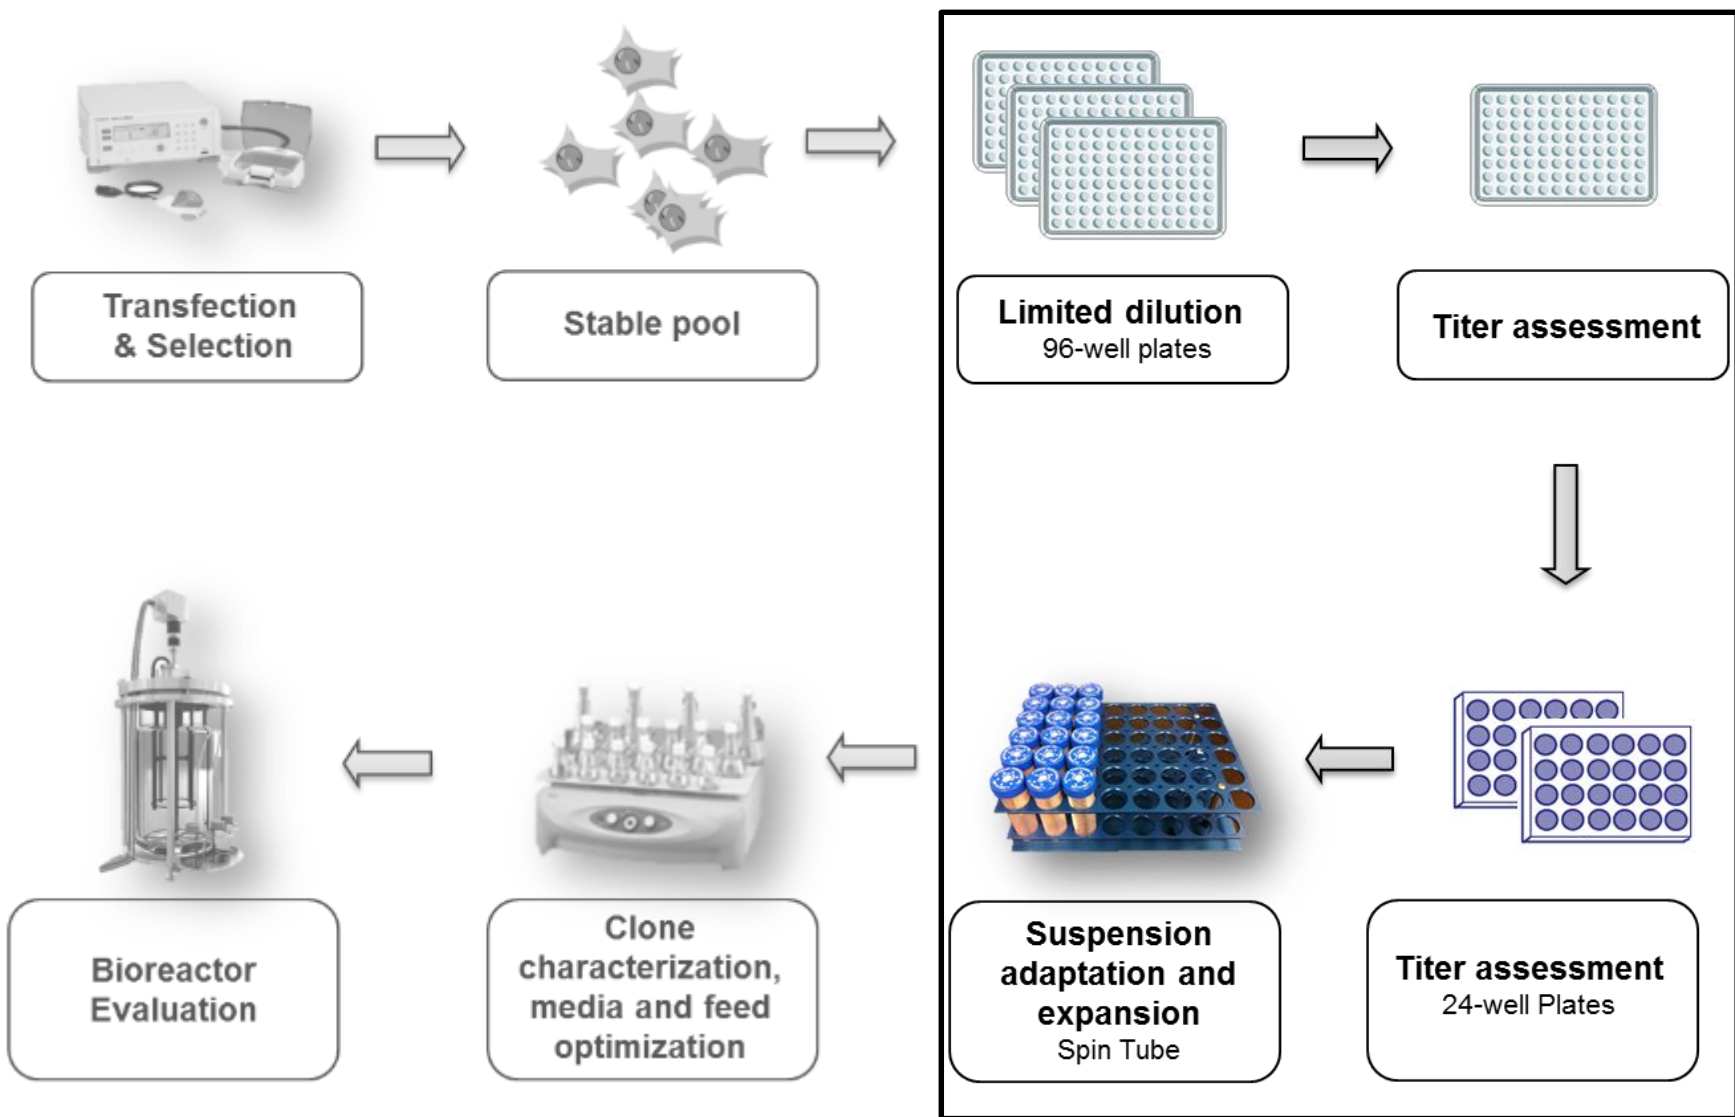 Transfection
& Selection
Stable pool
Limited dilution
96-well plates
Titer assessment
Bioreactor
Evaluation
Clone
characterization,
media and feed
optimization
Suspension
adaptation and
expansion
Spin Tube
Titer assessment
24-well Plates